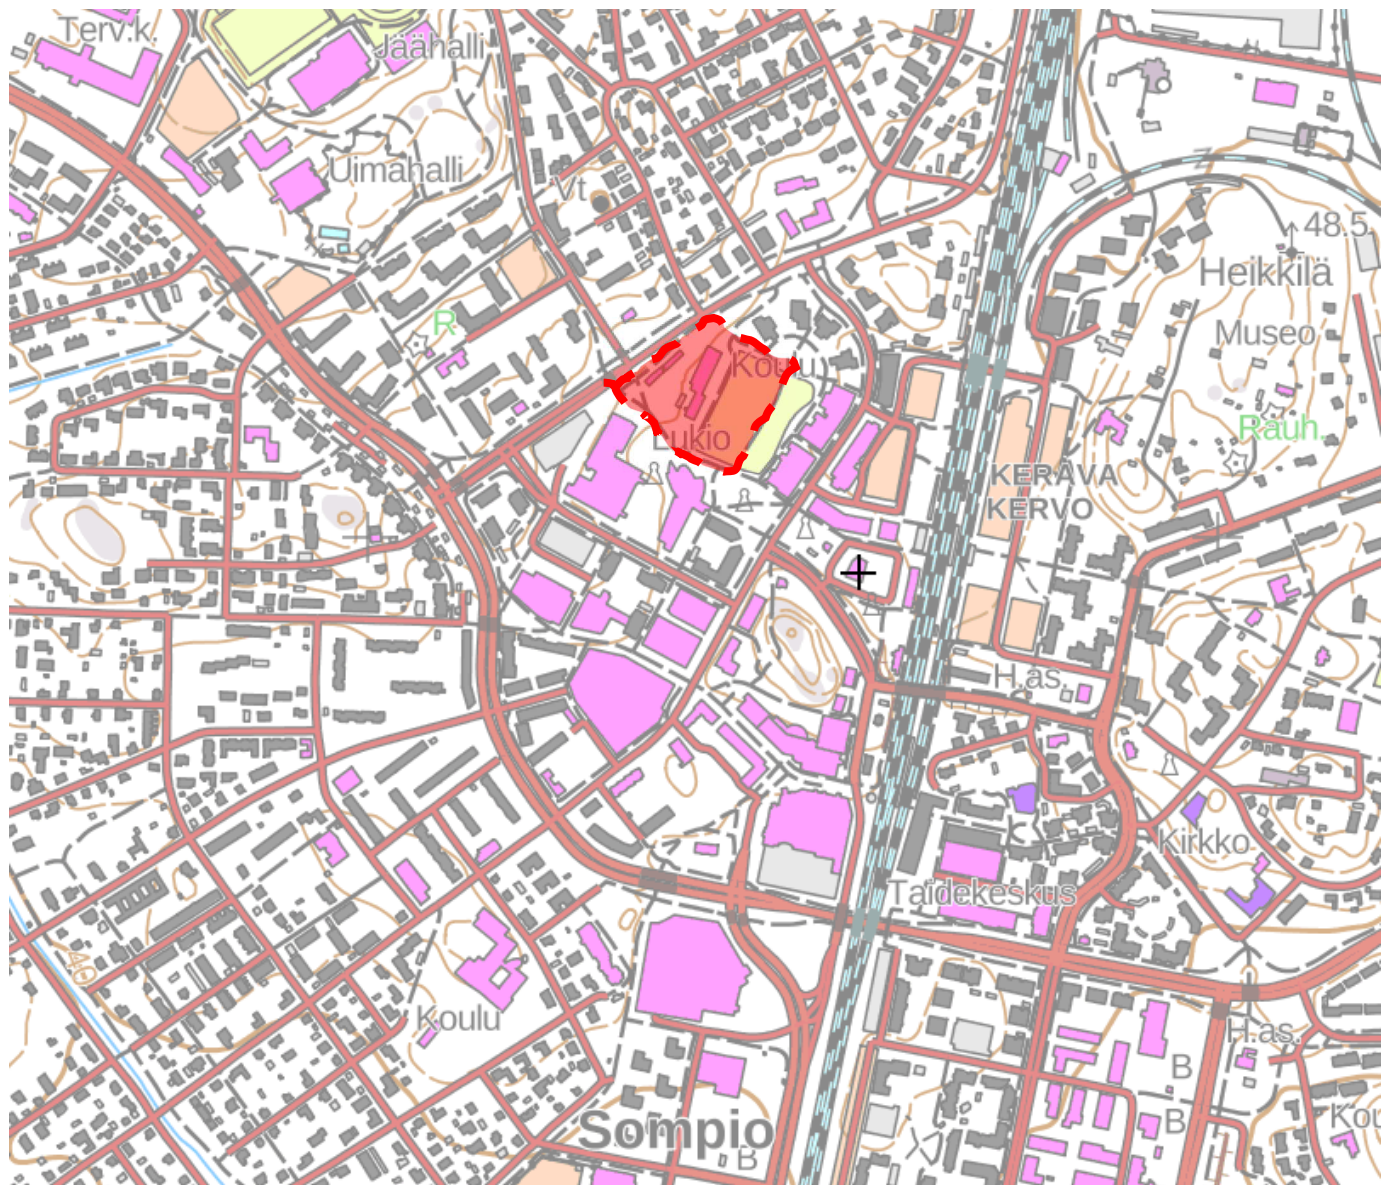 Terv.k.
Jäähalli
Uimahalli
Vt
7
48.5
Heikkilä
Museo
R
Koulu
Rauh.
Lukio
KERAVA
KERVO
H.as.
Kirkko
Taidekeskus
40
Koulu
H.as.
B
B
Kou
Sompio
B